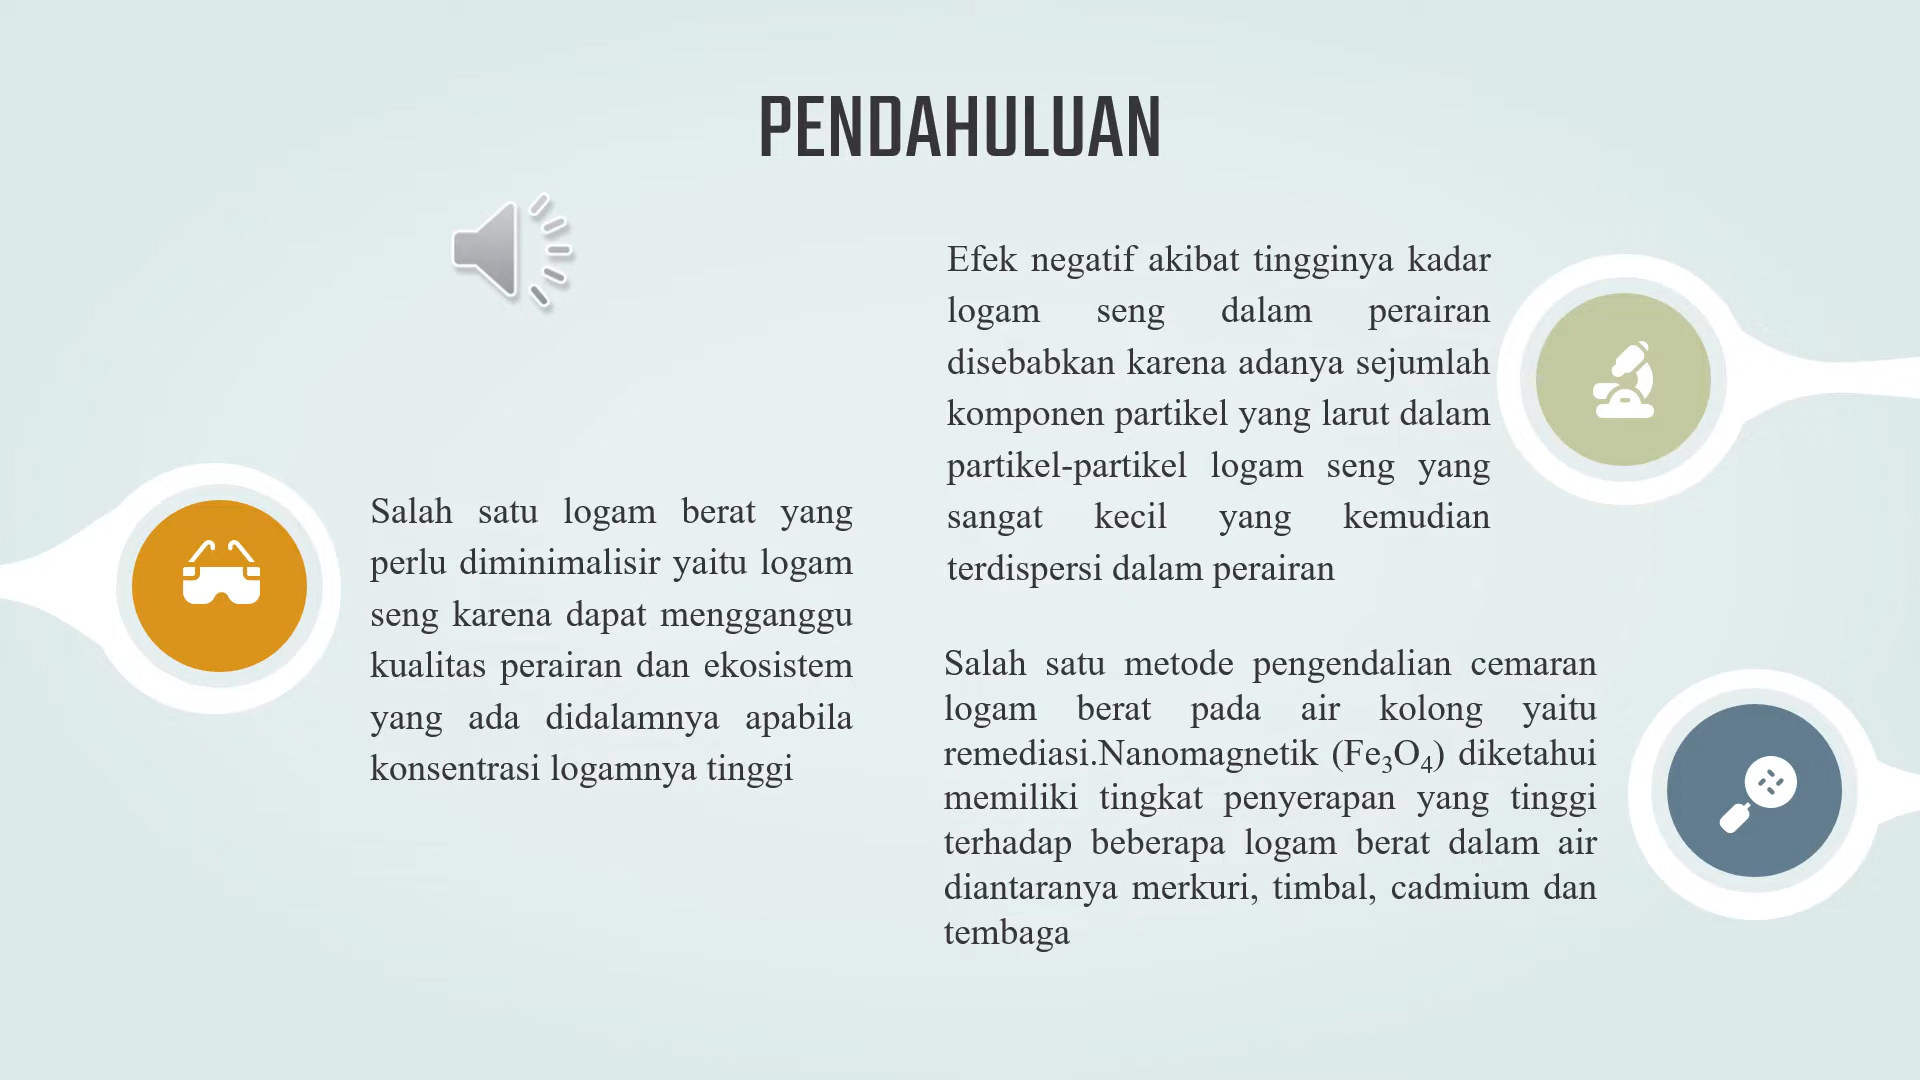 PENDAHULUAN
Salah satu logam berat yang
perlu diminimalisir yaitu logam
seng karena dapat mengganggu
kualitas perairan dan ekosistem
yang ada didalamnya apabila
konsentrasi logamnya tinggi
Efek negatif akibat tingginya kadar
logam seng dalam perairan
disebabkan karena adanya sejumlah
komponen partikel yang larut dalam
partikel-partikel logam seng yang
sangat kecil yang kemudian
terdispersi dalam perairan
Salah satu metode pengendalian cemaran
logam berat pada air kolong yaitu
remediasi.Nanomagnetik (Fe₃O₄) diketahui
memiliki tingkat penyerapan yang tinggi
terhadap beberapa logam berat dalam air
diantaranya merkuri, timbal, cadmium dan
tembaga